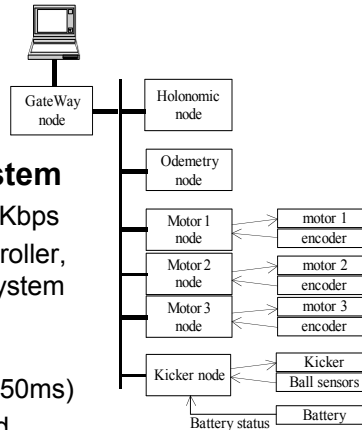 GateWay
node
Holonomic
node
Odemetry
node
stem
Kbps
roller,
ystem
50ms)
d
Motor 1
node
motor 1
encoder
Motor 2
node
motor 2
encoder
Motor 3
node
motor 3
encoder
Kicker node
Kicker
Ball sensors
Battery status
Battery